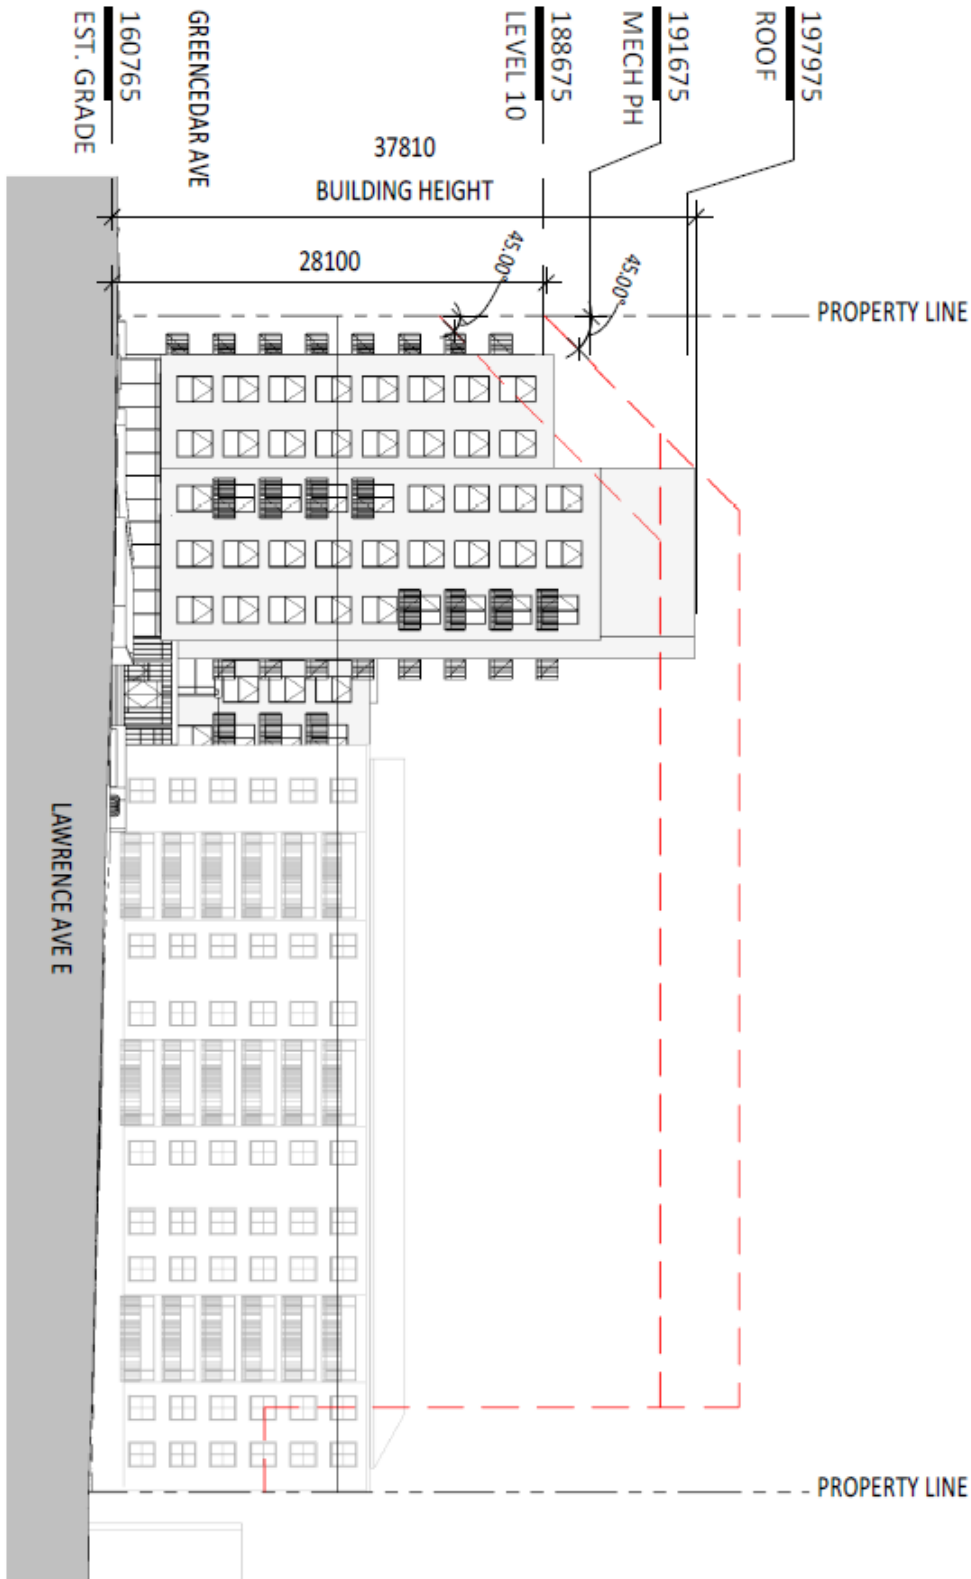 197975
ROOF
191675
MECH PH
188675
LEVEL 10
GREENCEDAR AVE
160765
EST. GRADE
37810
BUILDING HEIGHT
28100
45.00°
45.00°
PROPERTY LINE
LAWRENCE AVE E
PROPERTY LINE